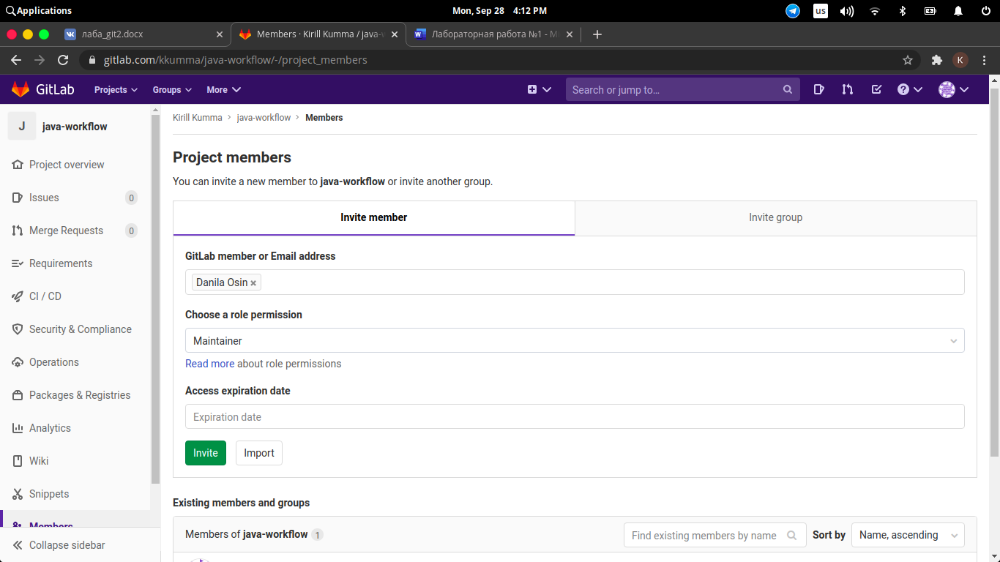 Applications
Mon, Sep 28 4:12 PM
us
лаба_git2.docx
Members · Kirill Kumma / java-w
Лабораторная работа №1 - M
gitlab.com/kkumma/java-workflow/-/project_members
K
GitLab
Projects
Groups
More
Search or jump to...
J
java-workflow
Project overview
Issues 0
Merge Requests 0
Requirements
CI / CD
Security & Compliance
Operations
Packages & Registries
Analytics
Wiki
Snippets
Members
Collapse sidebar
Kirill Kumma > java-workflow > Members
Project members
You can invite a new member to java-workflow or invite another group.
Invite member
Invite group
GitLab member or Email address
Danila Osin
Choose a role permission
Maintainer
Read more about role permissions
Access expiration date
Expiration date
Invite
Import
Existing members and groups
Members of java-workflow 1
Find existing members by name
Sort by
Name, ascending